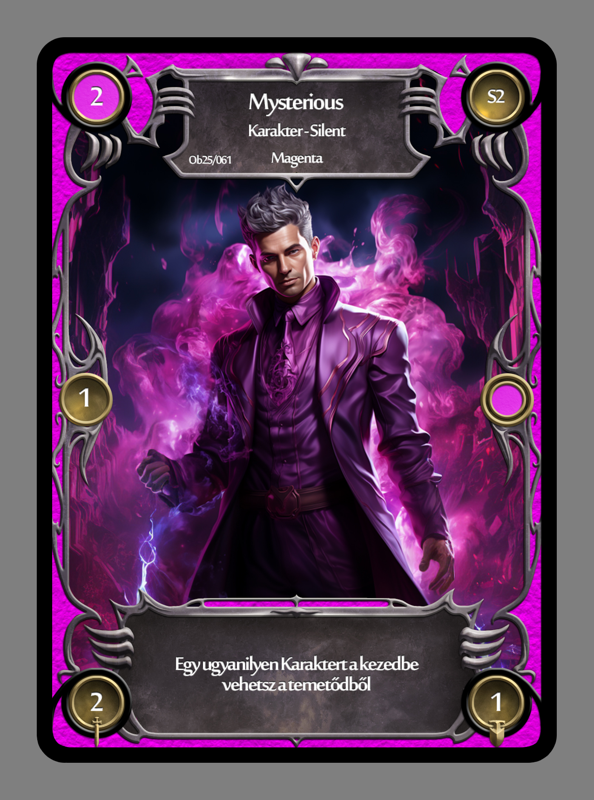 2
Mysterious
S2
Karakter - Silent
Ob25/061 Magenta
1
Egy ugyanilyen Karaktert a kezedbe
vehetsz a temetődből
2
1